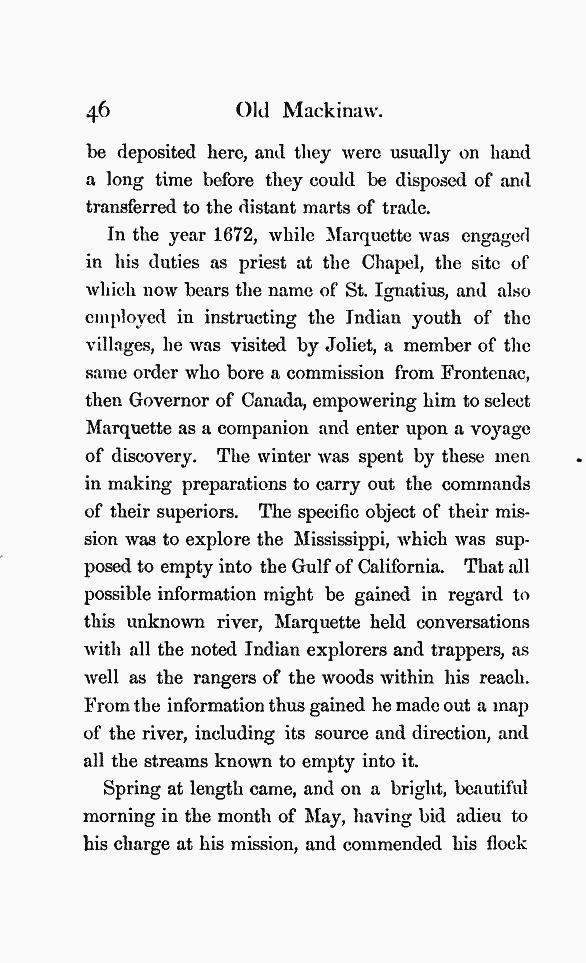 46 Old Mackinaw.
be deposited here, and they were usually on hand
a long time before they could be disposed of and
transferred to the distant marts of trade.
In the year 1672, while Marquette was engaged
in his duties as priest at the Chapel, the site of
which now bears the name of St. Ignatius, and also
employed in instructing the Indian youth of the
villages, he was visited by Joliet, a member of the
same order who bore a commission from Frontenac,
then Governor of Canada, empowering him to select
Marquette as a companion and enter upon a voyage
of discovery. The winter was spent by these men
in making preparations to carry out the commands
of their superiors. The specific object of their mis-
sion was to explore the Mississippi, which was sup-
posed to empty into the Gulf of California. That all
possible information might be gained in regard to
this unknown river, Marquette held conversations
with all the noted Indian explorers and trappers, as
well as the rangers of the woods within his reach.
From the information thus gained he made out a map
of the river, including its source and direction, and
all the streams known to empty into it.
Spring at length came, and on a bright, beautiful
morning in the month of May, having bid adieu to
his charge at his mission, and commended his flock